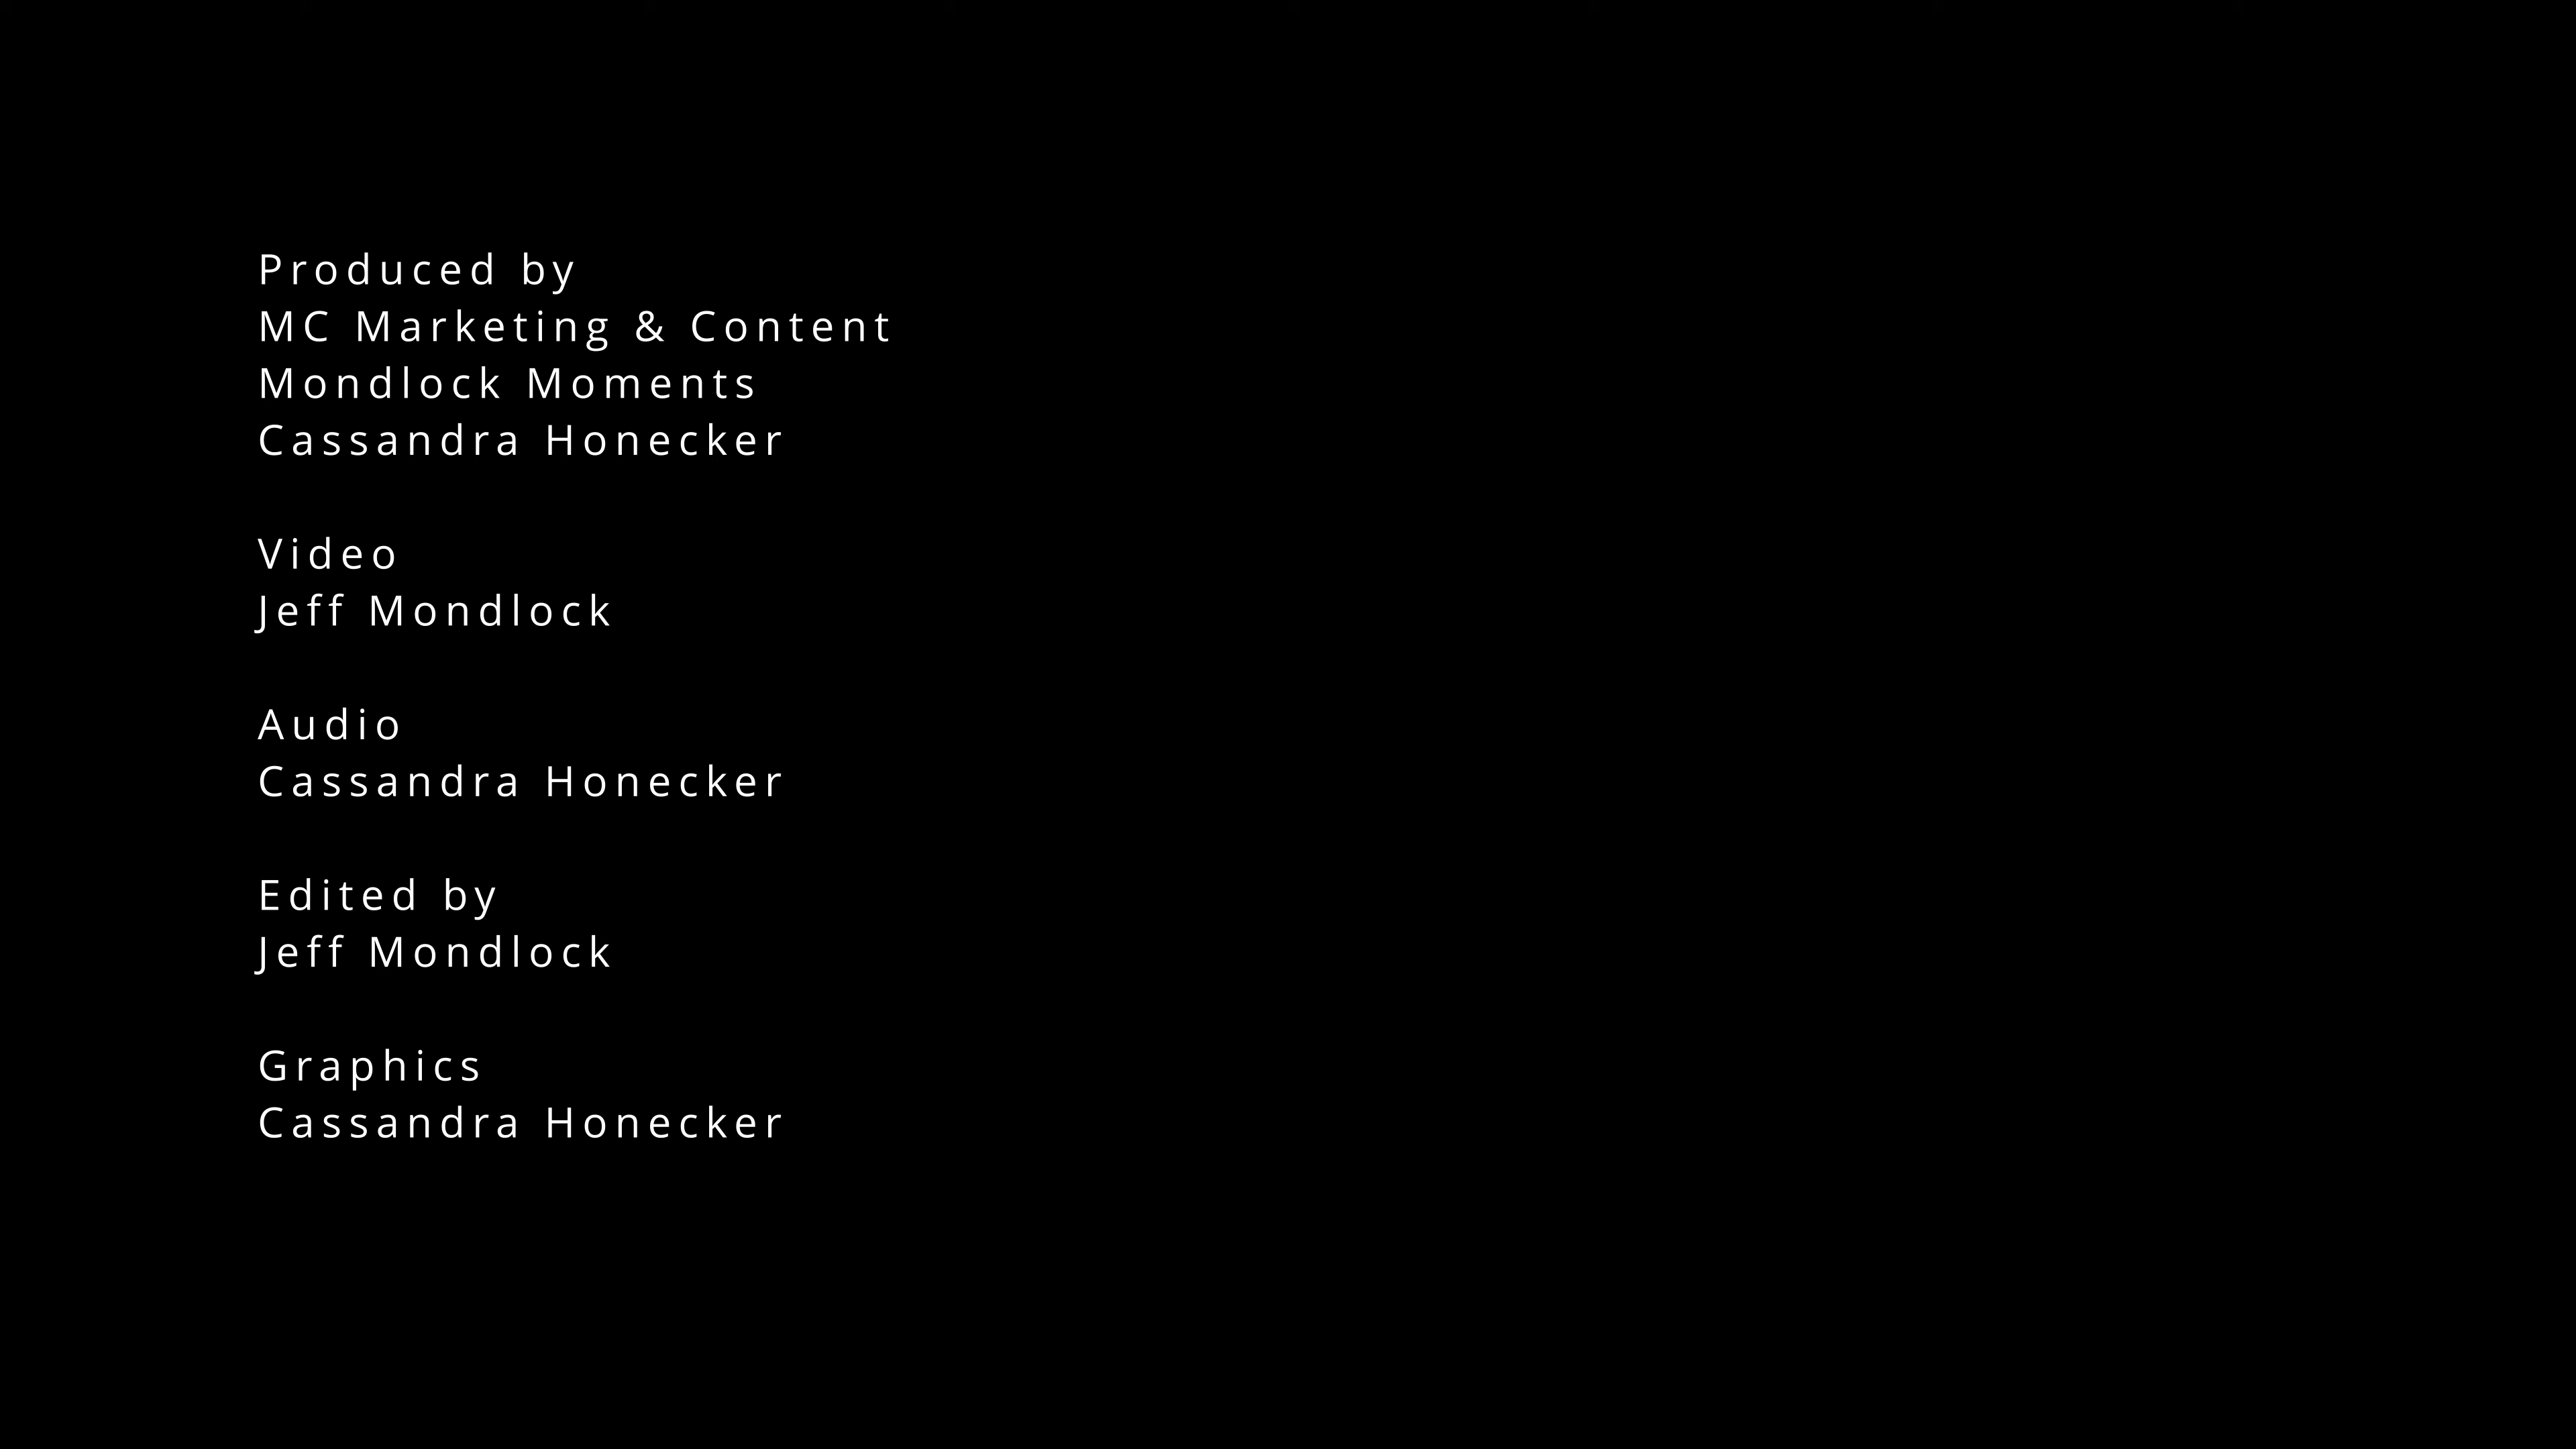 Produced by
MC Marketing & Content
Mondlock Moments
Cassandra Honecker
Video
Jeff Mondlock
Audio
Cassandra Honecker
Edited by
Jeff Mondlock
Graphics
Cassandra Honecker